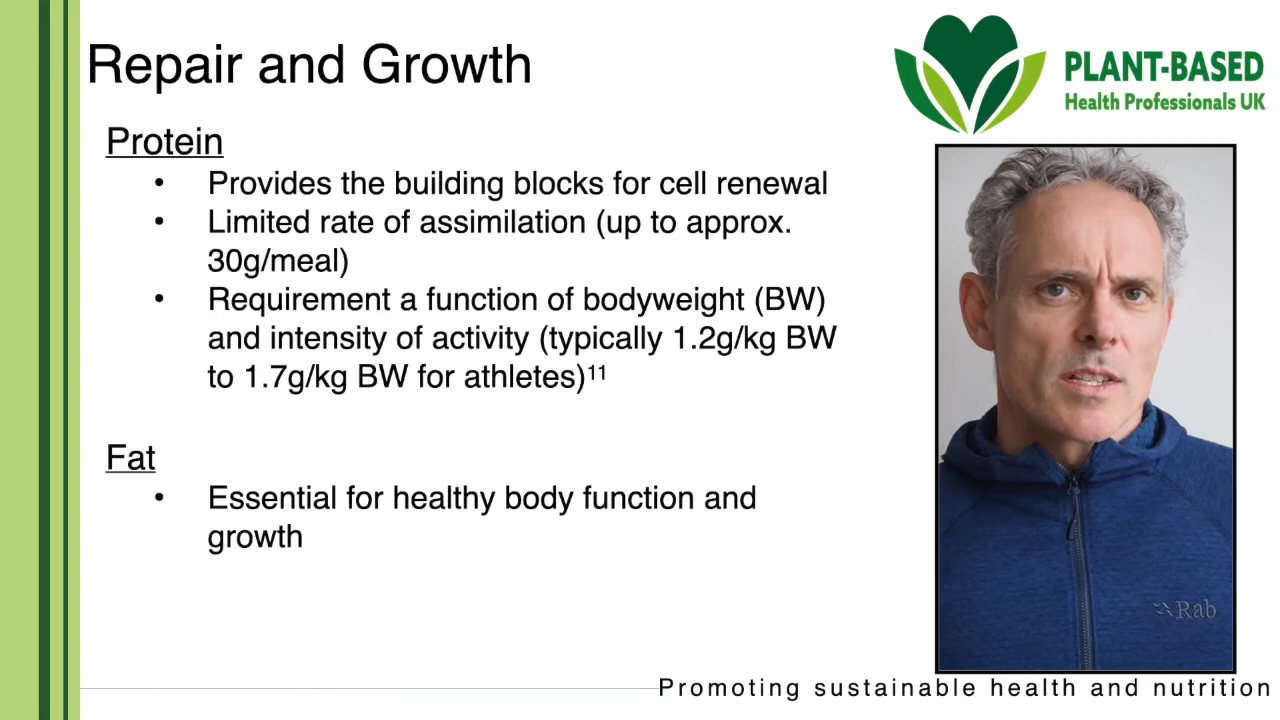 Repair and Growth
PLANT-BASED
Health Professionals UK
Protein
• Provides the building blocks for cell renewal
• Limited rate of assimilation (up to approx.
30g/meal)
• Requirement a function of bodyweight (BW)
and intensity of activity (typically 1.2g/kg BW
to 1.7g/kg BW for athletes)¹¹
Fat
• Essential for healthy body function and
growth
Rab
Promoting sustainable health and nutrition